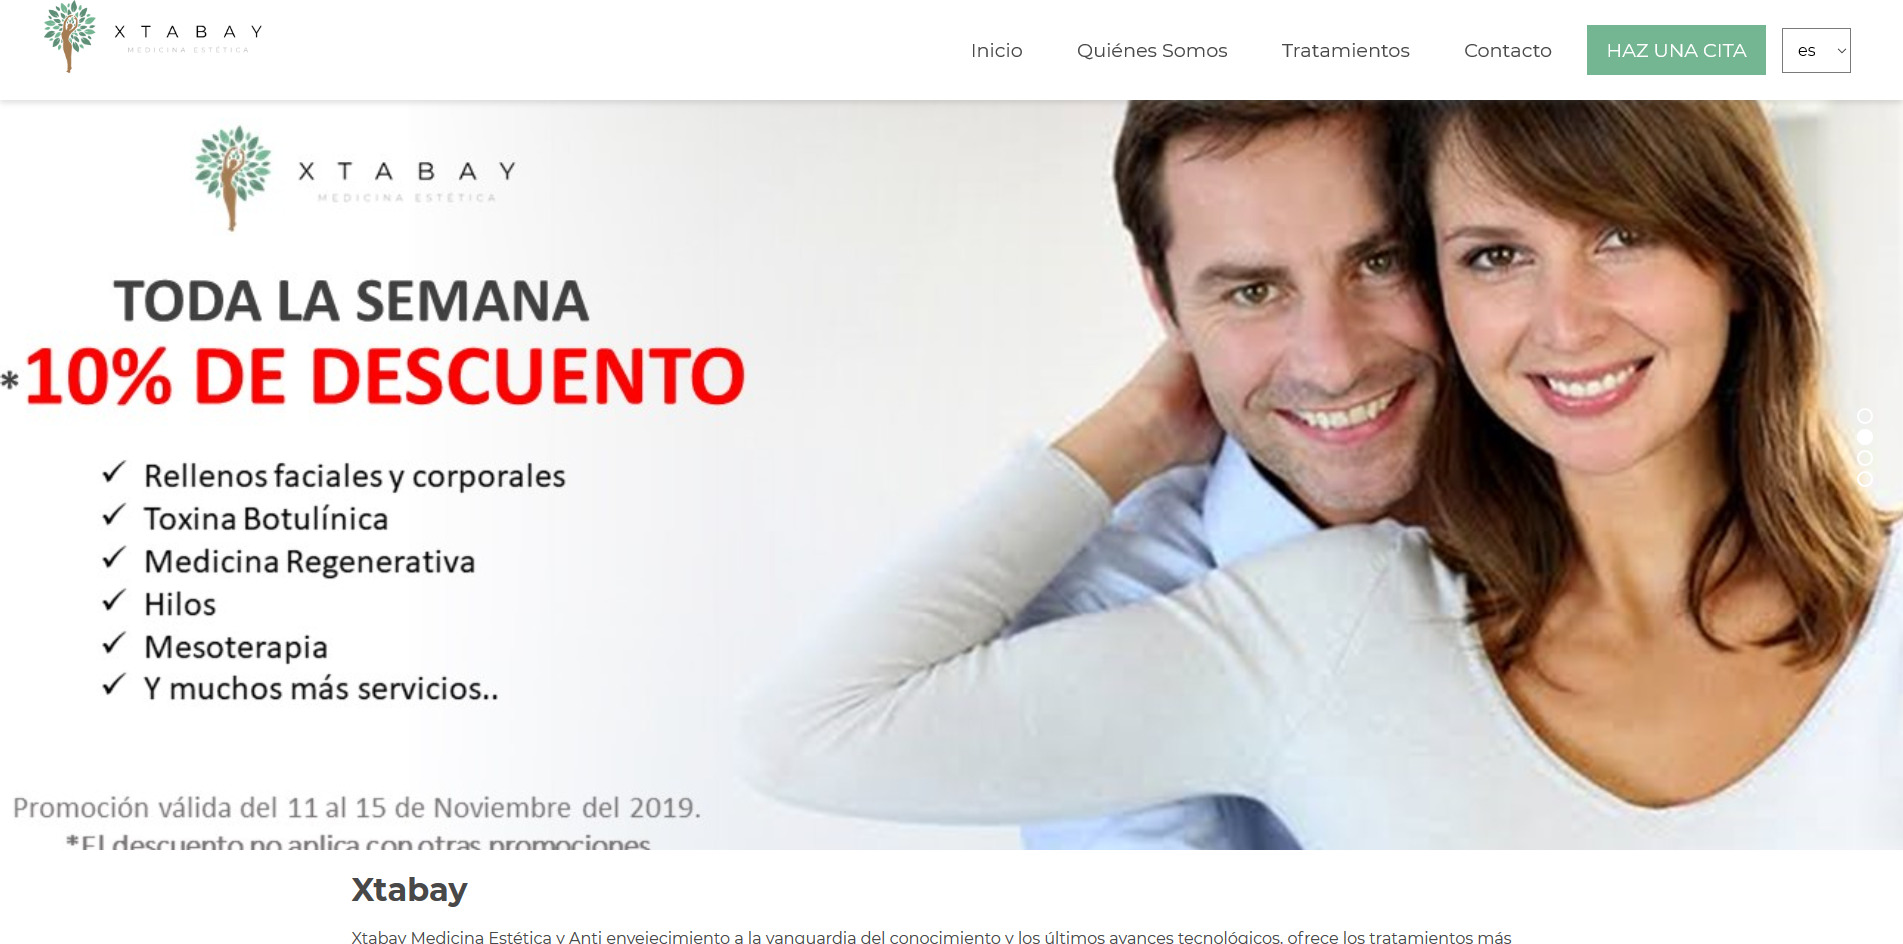 XTABAY
MEDICINA ESTÉTICA
Inicio
Quiénes Somos
Tratamientos
Contacto
HAZ UNA CITA
es
XTABAY
MEDICINA ESTÉTICA
TODA LA SEMANA
*10% DE DESCUENTO
✓ Rellenos faciales y corporales
✓ Toxina Botulínica
✓ Medicina Regenerativa
✓ Hilos
✓ Mesoterapia
✓ Y muchos más servicios..
Promoción válida del 11 al 15 de Noviembre del 2019.
*El descuento no aplica con otras promociones
Xtabay
Xtabay Medicina Estética y Anti envejecimiento a la vanguardia del conocimiento y los últimos avances tecnológicos, ofrece los tratamientos más